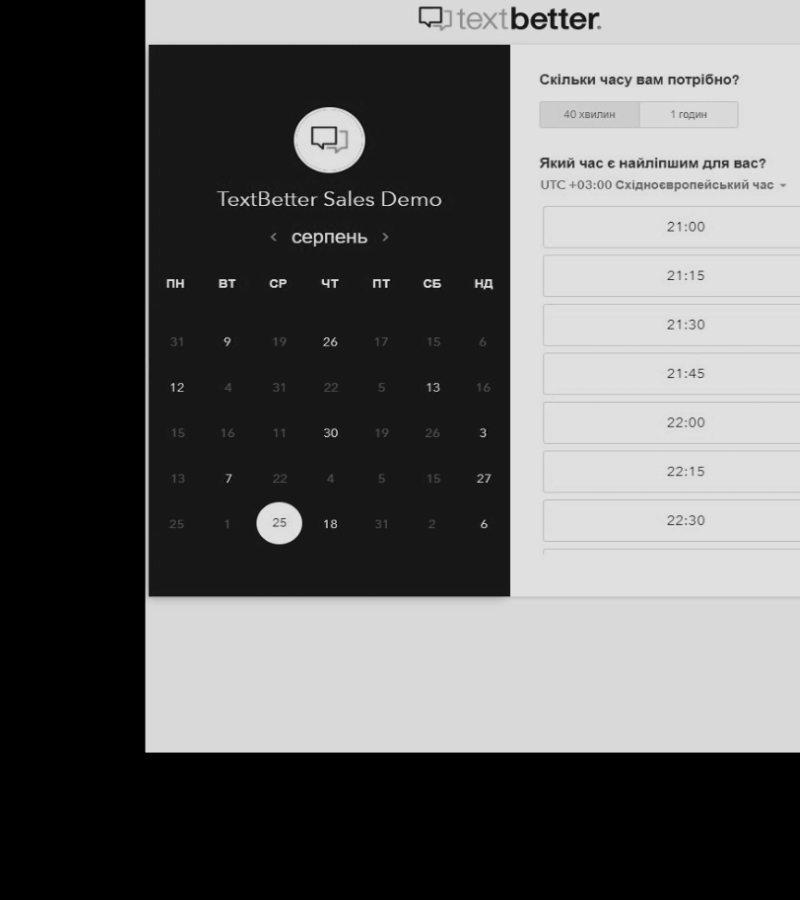 textbetter.
TextBetter Sales Demo
< серпень >
ПН ВТ СР ЧТ ПТ СБ НД
31 9 19 26 17 15 6
12 4 31 22 5 13 16
15 16 11 30 19 26 3
13 7 22 4 5 15 27
25 1 25 18 31 2 6
Скільки часу вам потрібно?
40 хвилин 1 годин
Який час є найліпшим для вас?
UTC +03:00 Східноєвропейський час
21:00
21:15
21:30
21:45
22:00
22:15
22:30